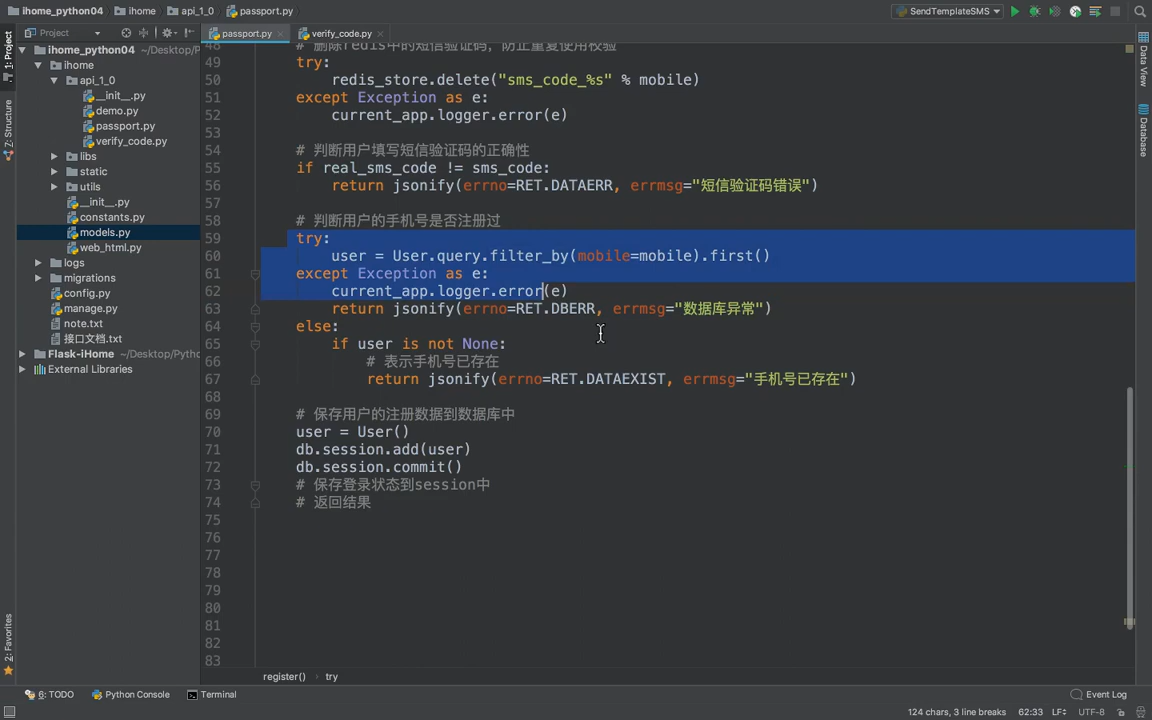 ihome_python04
ihome
api_1_0
passport.py
SendTemplateSMS
Project
passport.py
verify_code.py
1: Project
Z: Structure
2: Favorites
Data View
Database
ihome_python04 ~/Desktop/P
ihome
api_1_0
__init__.py
demo.py
passport.py
verify_code.py
libs
static
utils
__init__.py
constants.py
models.py
web_html.py
logs
migrations
config.py
manage.py
note.txt
接口文档.txt
Flask-iHome ~/Desktop/Pytho
External Libraries
48 # 删除redis中的短信验证码，防止重复使用校验
49 try:
50 redis_store.delete("sms_code_%s" % mobile)
51 except Exception as e:
52 current_app.logger.error(e)
53
54 # 判断用户填写短信验证码的正确性
55 if real_sms_code != sms_code:
56 return jsonify(errno=RET.DATAERR, errmsg="短信验证码错误")
57
58 # 判断用户的手机号是否注册过
59 try:
60 user = User.query.filter_by(mobile=mobile).first()
61 except Exception as e:
62 current_app.logger.error(e)
63 return jsonify(errno=RET.DBERR, errmsg="数据库异常")
64 else:
65 if user is not None:
66 # 表示手机号已存在
67 return jsonify(errno=RET.DATAEXIST, errmsg="手机号已存在")
68
69 # 保存用户的注册数据到数据库中
70 user = User()
71 db.session.add(user)
72 db.session.commit()
73 # 保存登录状态到session中
74 # 返回结果
75
76
77
78
79
80
81
82
83
register() try
6: TODO
Python Console
Terminal
Event Log
124 chars, 3 line breaks 62:33 LF UTF-8